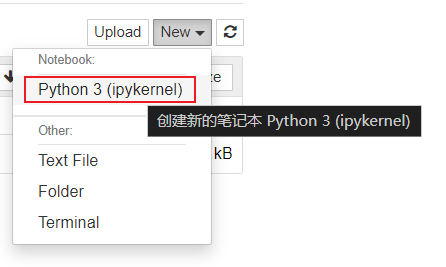 Upload New
Notebook:
ze
Python 3 (ipykernel)
创建新的笔记本 Python 3 (ipykernel)
Other:
kB
Text File
Folder
Terminal